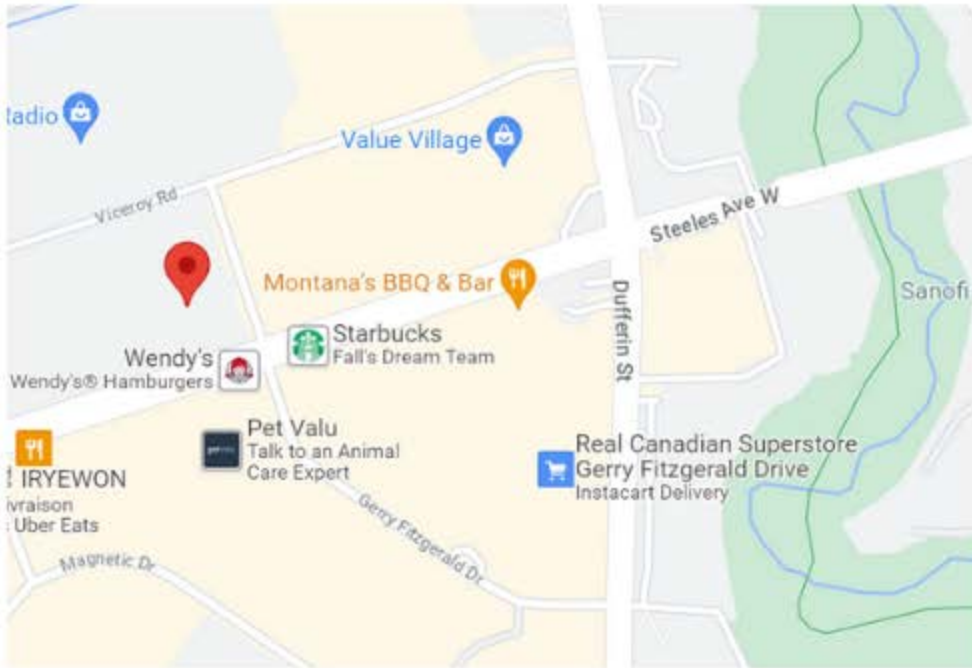 Radio
Value Village
Viceroy Rd
Steeles Ave W
Montana's BBQ & Bar
Sanofi
Dufferin St
Starbucks
Fall's Dream Team
Wendy's
Wendy's® Hamburgers
Pet Valu
Talk to an Animal
Care Expert
Real Canadian Superstore
Gerry Fitzgerald Drive
Instacart Delivery
IRYEWON
ivraison
Uber Eats
Gerry Fitzgerald Dr
Magnetic Dr